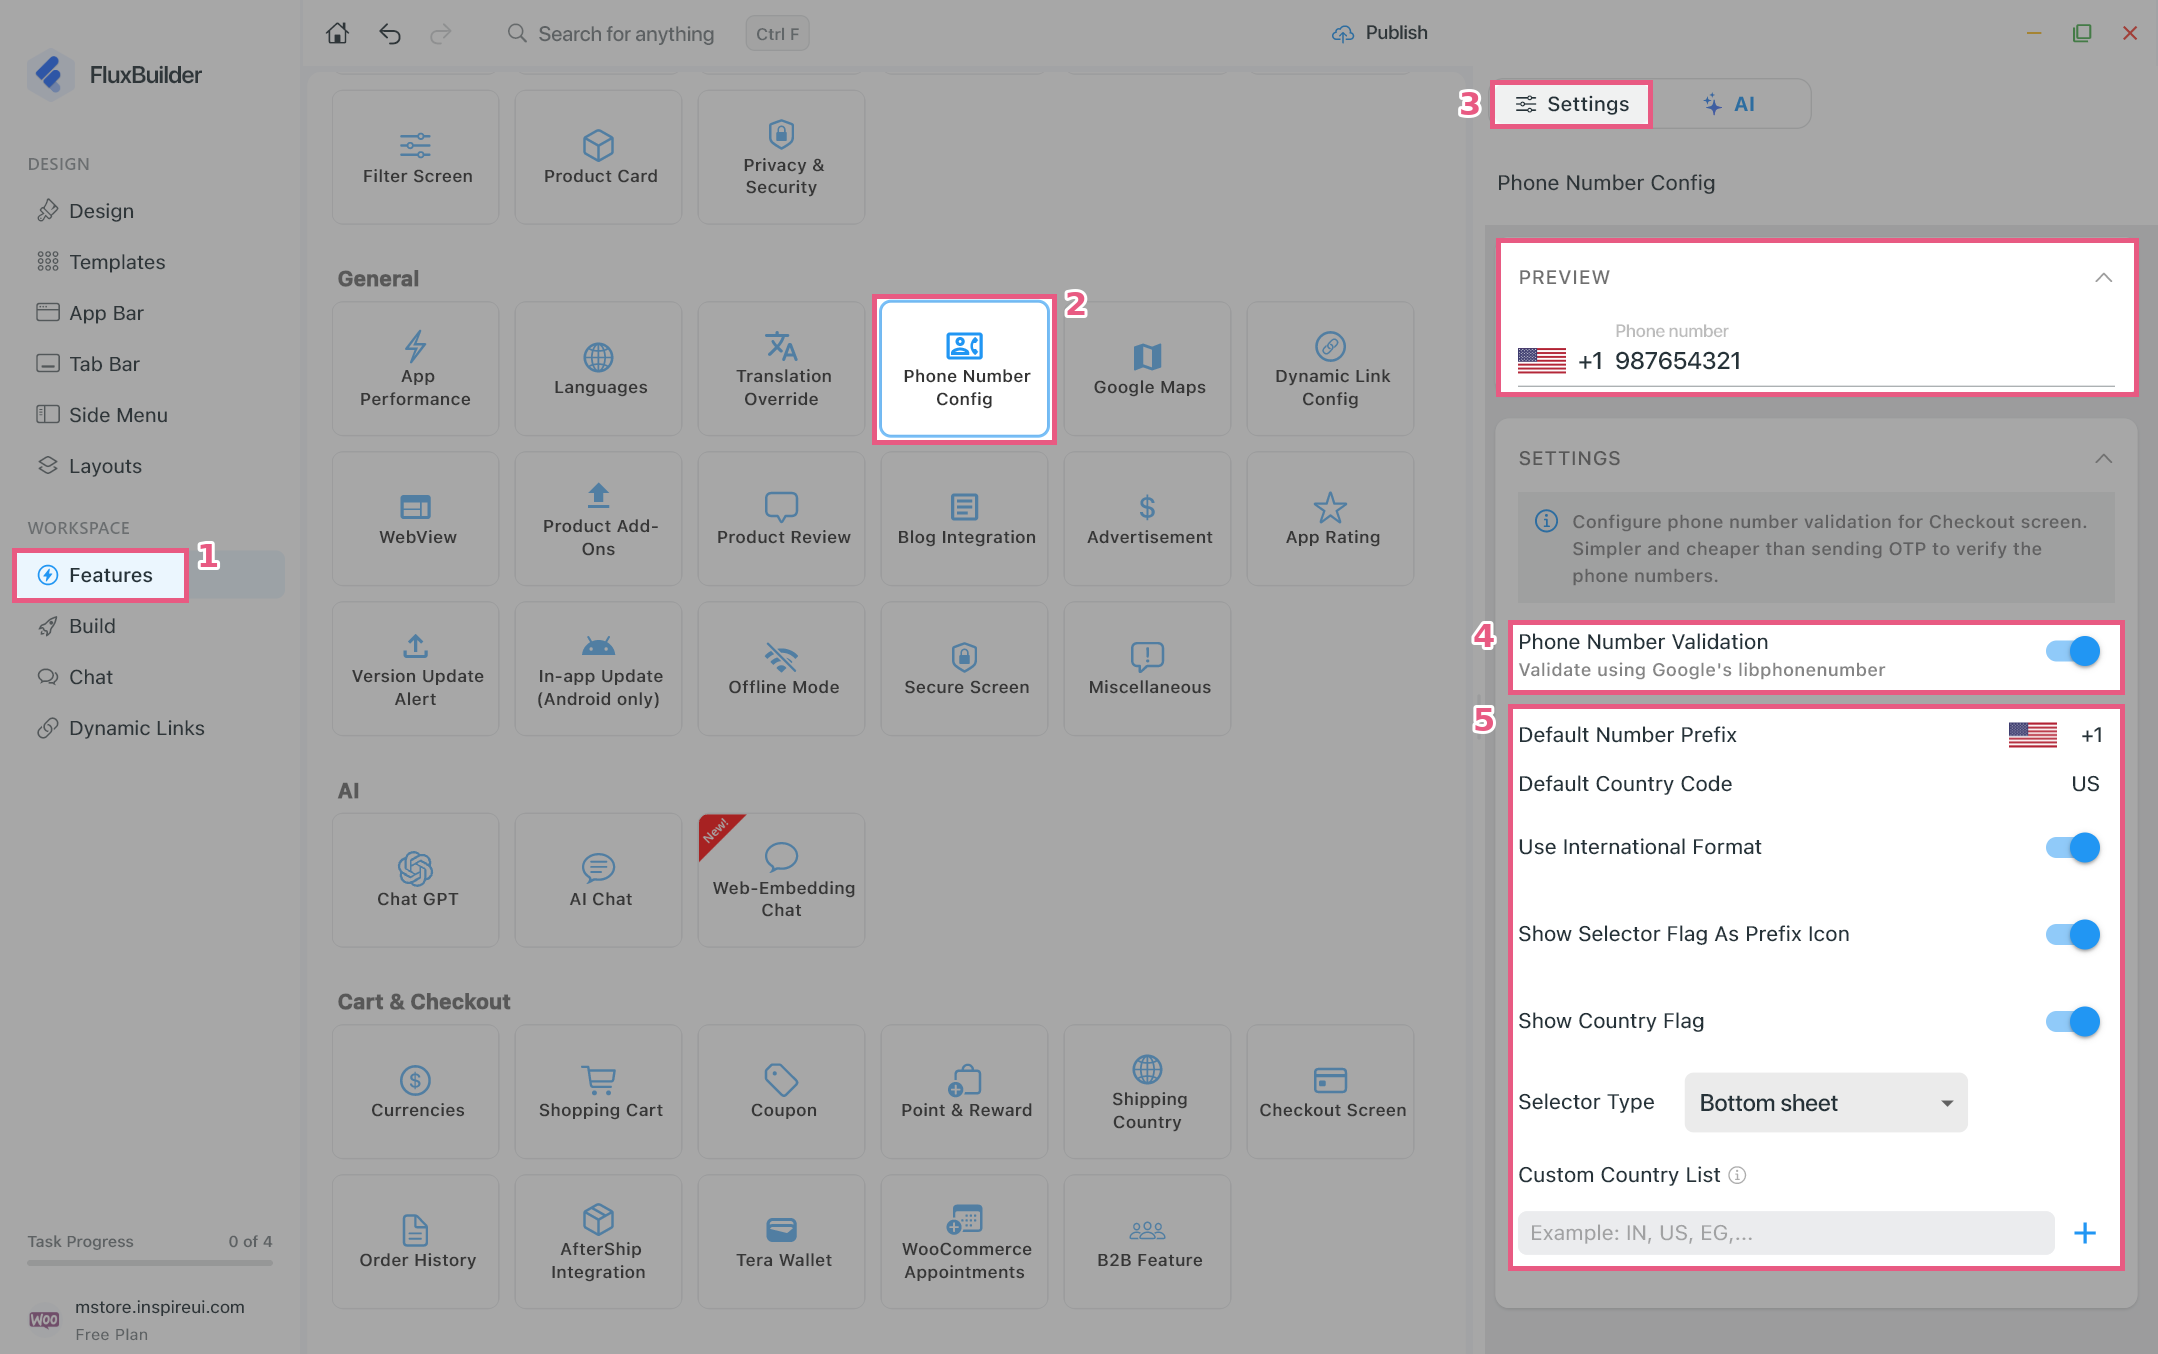 FluxBuilder
Search for anything
Ctrl F
Publish
DESIGN
Design
Templates
App Bar
Tab Bar
Side Menu
Layouts
WORKSPACE
Features
1
Build
Chat
Dynamic Links
Task Progress
0 of 4
WOO
mstore.inspireui.com
Free Plan
Filter Screen
Product Card
Privacy &
Security
General
App
Performance
Languages
Translation
Override
Phone Number
Config
2
Google Maps
Dynamic Link
Config
WebView
Product Add-
Ons
Product Review
Blog Integration
Advertisement
App Rating
Version Update
Alert
In-app Update
(Android only)
Offline Mode
Secure Screen
Miscellaneous
AI
Chat GPT
AI Chat
New!
Web-Embedding
Chat
Cart & Checkout
Currencies
Shopping Cart
Coupon
Point & Reward
Shipping
Country
Checkout Screen
Order History
AfterShip
Integration
Tera Wallet
WooCommerce
Appointments
B2B Feature
3
Settings
AI
Phone Number Config
PREVIEW
Phone number
+1 987654321
SETTINGS
Configure phone number validation for Checkout screen.
Simpler and cheaper than sending OTP to verify the
phone numbers.
4
Phone Number Validation
Validate using Google's libphonenumber
5
Default Number Prefix
+1
Default Country Code
US
Use International Format
Show Selector Flag As Prefix Icon
Show Country Flag
Selector Type
Bottom sheet
Custom Country List
Example: IN, US, EG,...